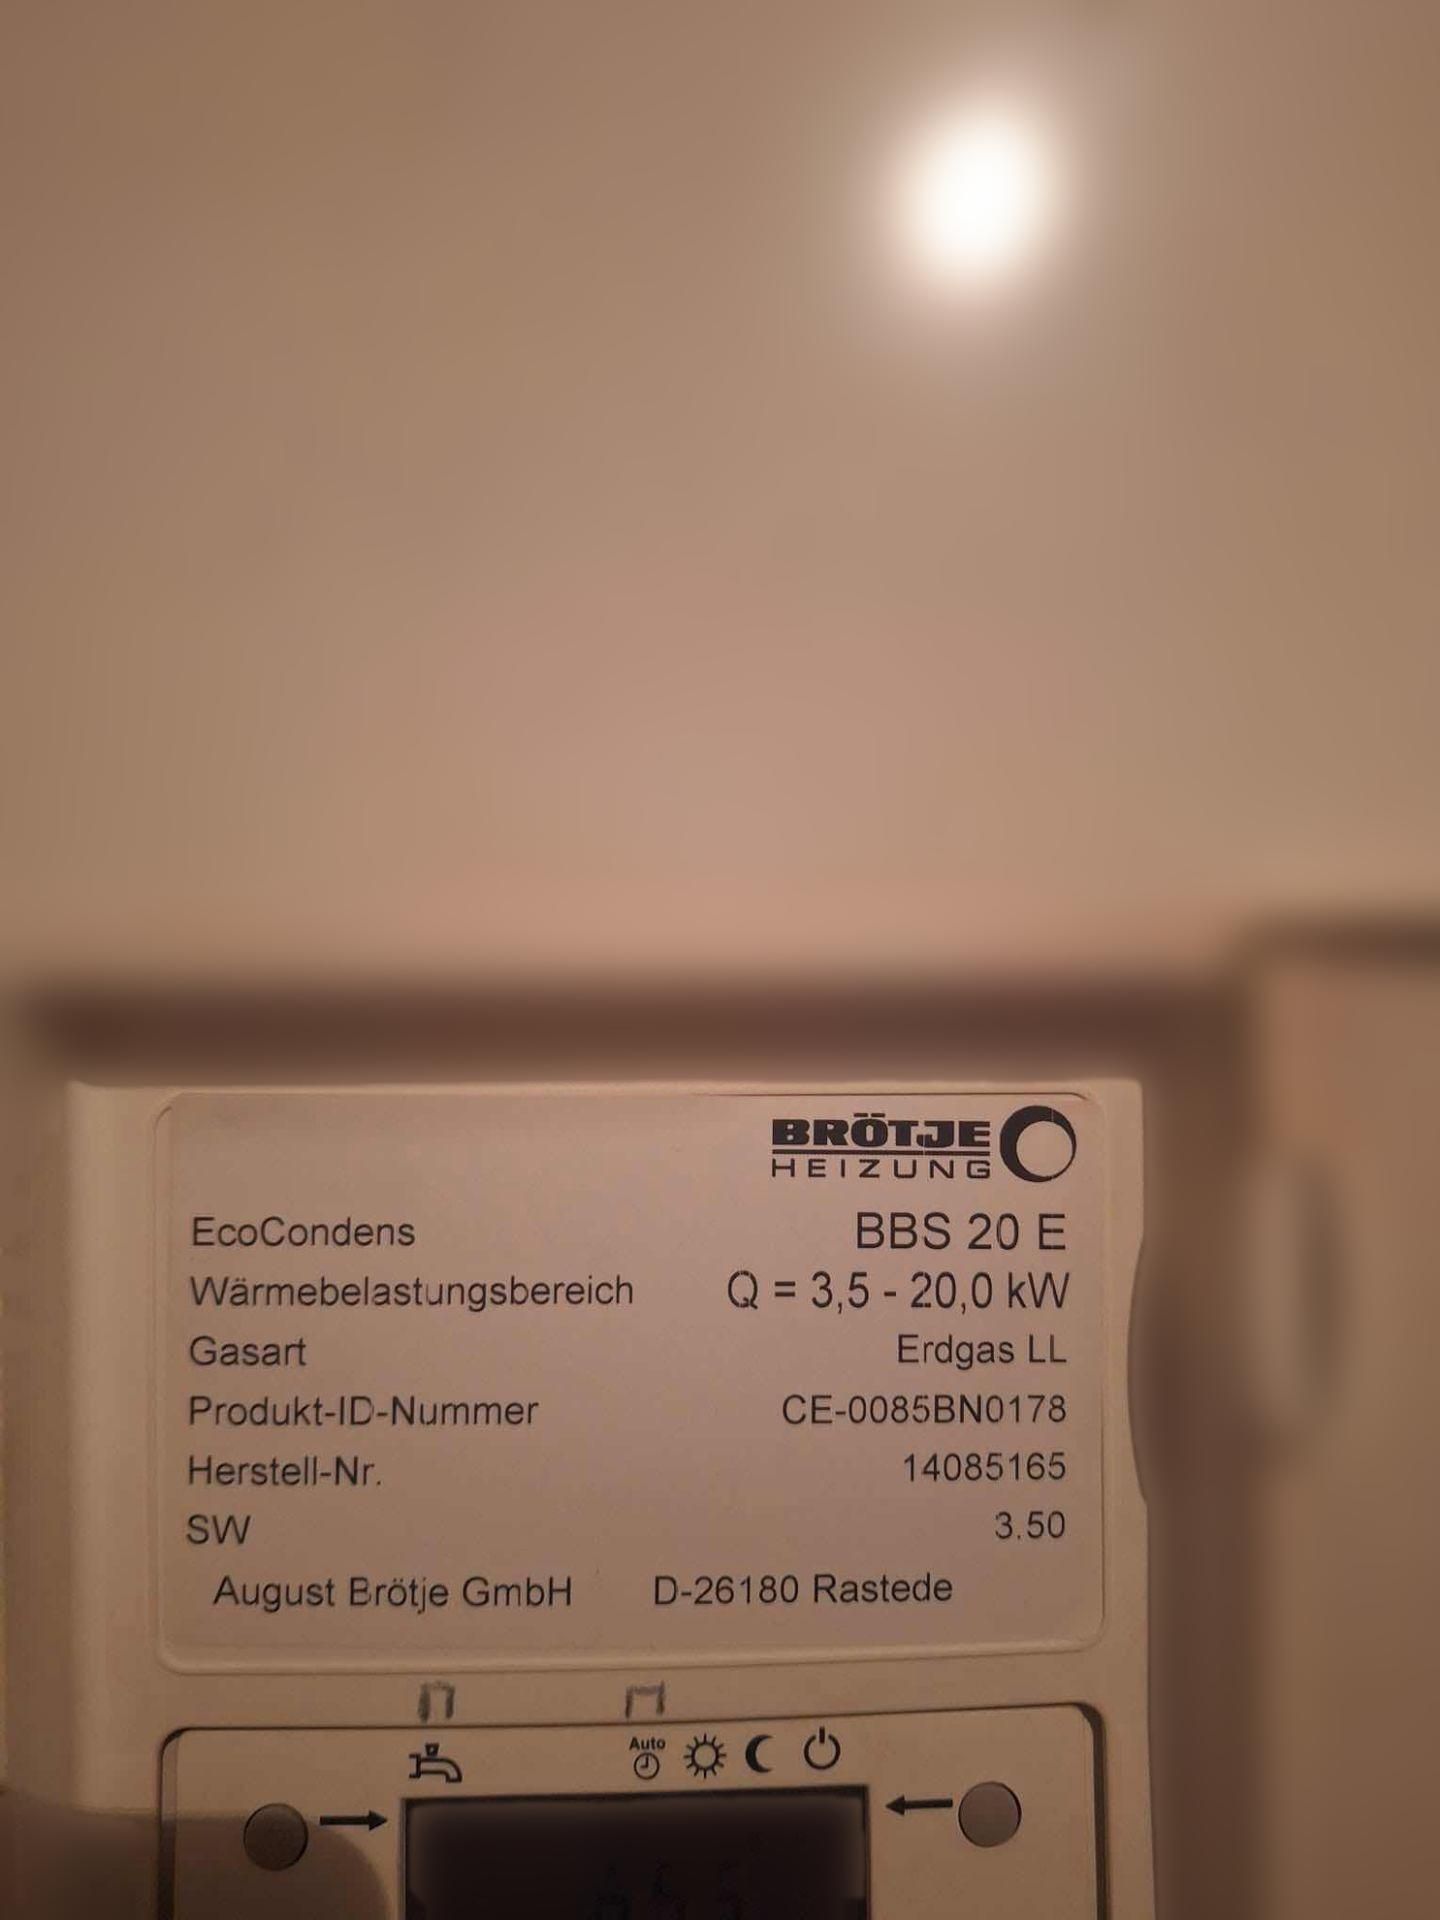 BRÖTJE
HEIZUNG
EcoCondens BBS 20 E
Wärmebelastungsbereich Q = 3,5 - 20,0 kW
Gasart Erdgas LL
Produkt-ID-Nummer CE-0085BN0178
Herstell-Nr. 14085165
SW 3.50
August Brötje GmbH D-26180 Rastede
Auto